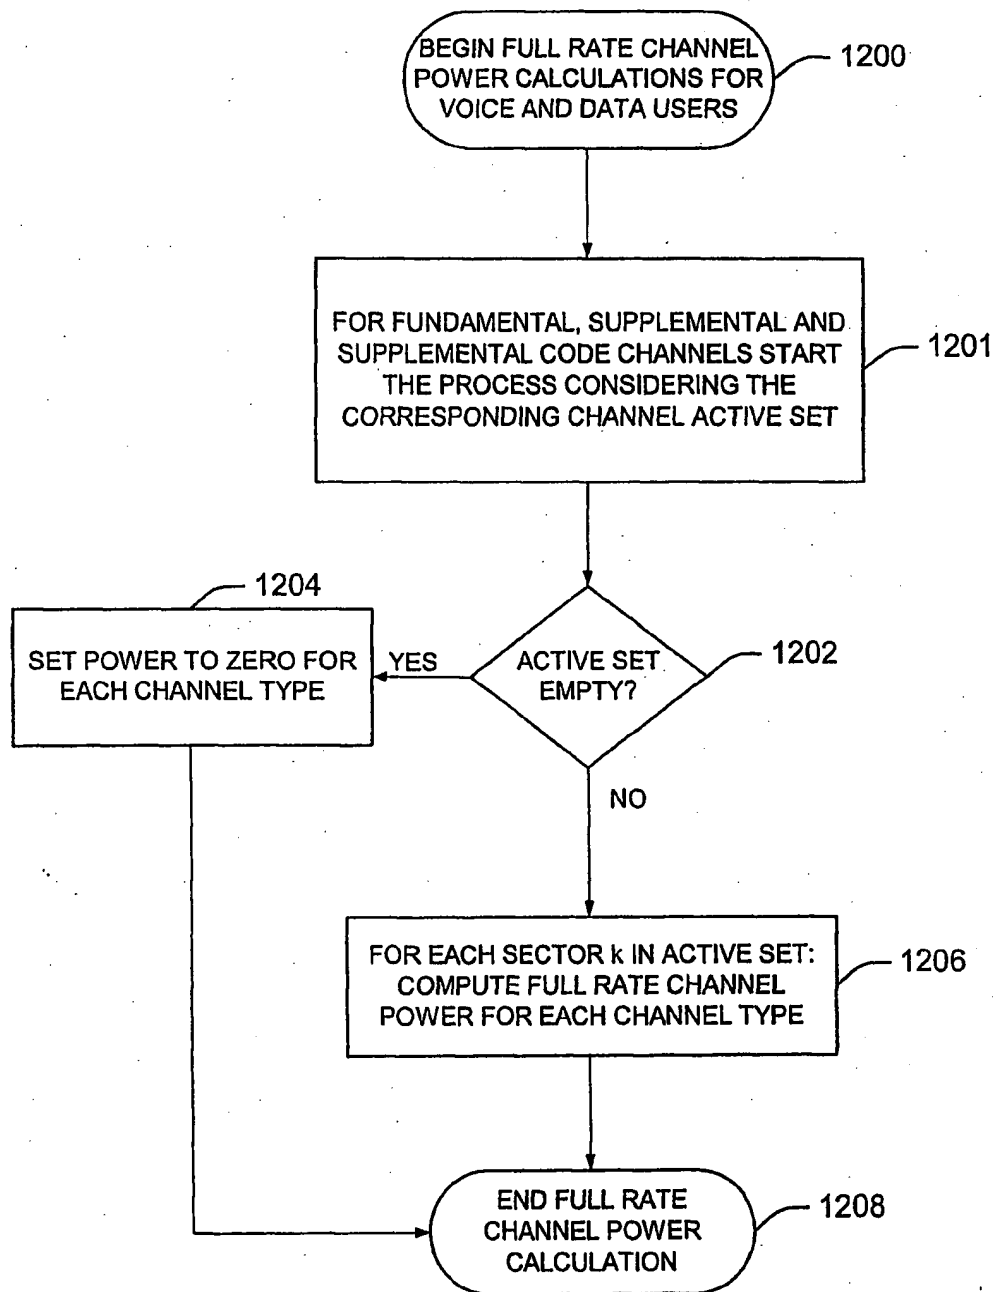 BEGIN FULL RATE CHANNEL
POWER CALCULATIONS FOR
VOICE AND DATA USERS
1200
FOR FUNDAMENTAL, SUPPLEMENTAL AND
SUPPLEMENTAL CODE CHANNELS START
THE PROCESS CONSIDERING THE
CORRESPONDING CHANNEL ACTIVE SET
1201
1204
SET POWER TO ZERO FOR
EACH CHANNEL TYPE
YES
ACTIVE SET
EMPTY?
1202
NO
FOR EACH SECTOR k IN ACTIVE SET:
COMPUTE FULL RATE CHANNEL
POWER FOR EACH CHANNEL TYPE
1206
END FULL RATE
CHANNEL POWER
CALCULATION
1208